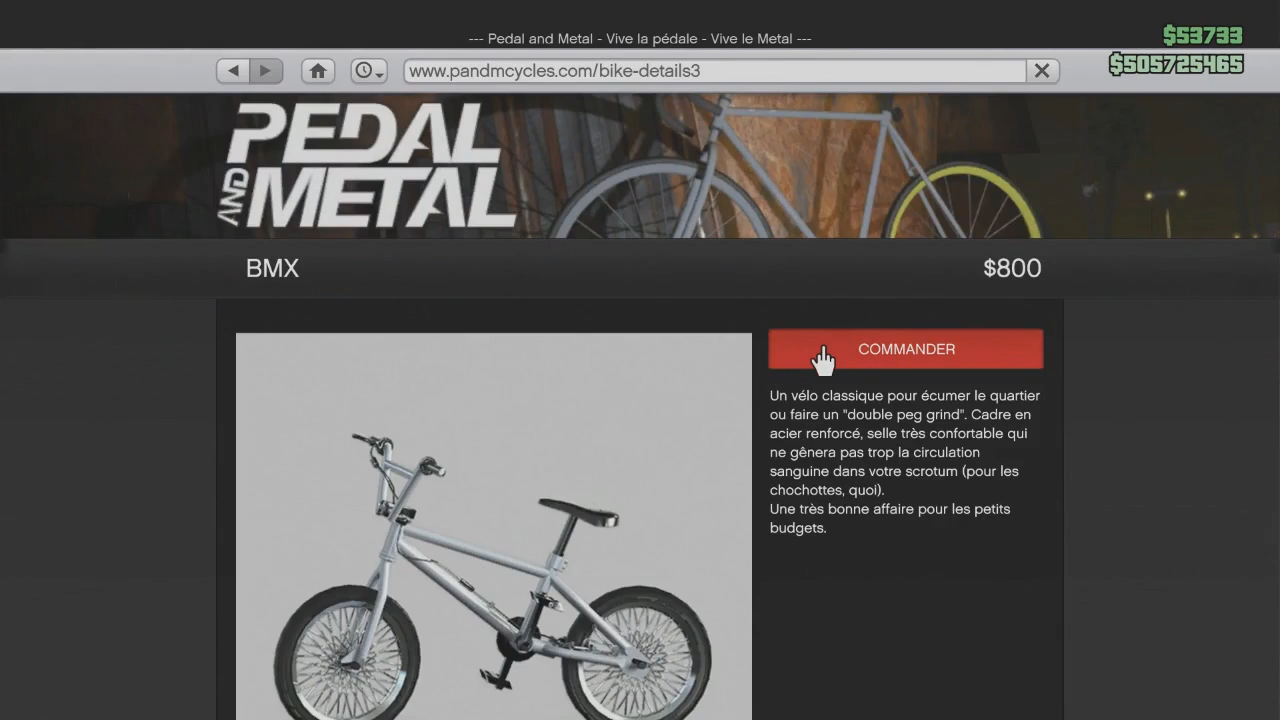 --- Pedal and Metal - Vive la pédale - Vive le Metal ---
$53733
$505725465
www.pandmcycles.com/bike-details3
PEDAL
AND METAL
BMX
$800
COMMANDER
Un vélo classique pour écumer le quartier
ou faire un "double peg grind". Cadre en
acier renforcé, selle très confortable qui
ne gênera pas trop la circulation
sanguine dans votre scrotum (pour les
chochottes, quoi).
Une très bonne affaire pour les petits
budgets.